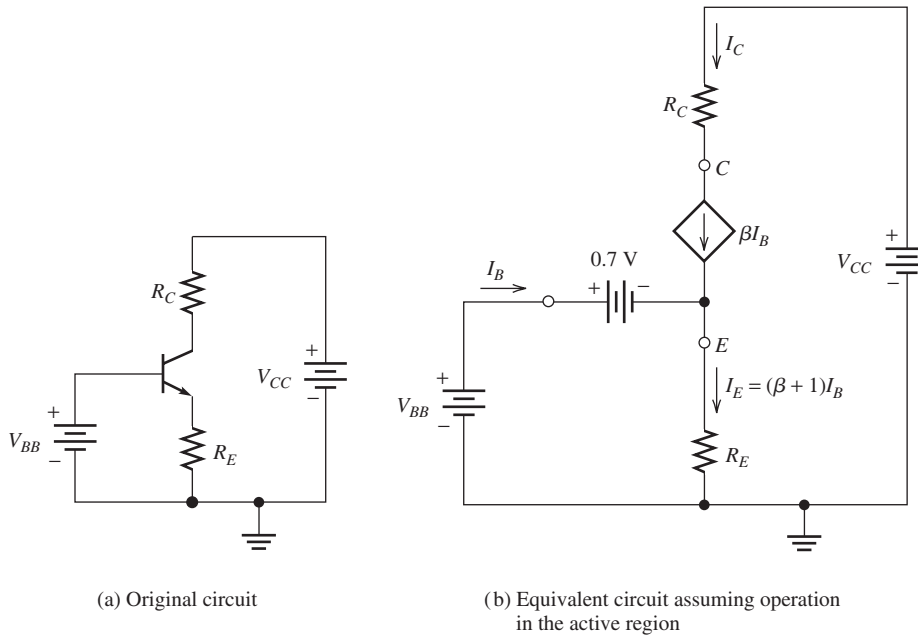 R_C
V_CC
+
−
+
V_BB
−
R_E
(a) Original circuit
I_C
R_C
C
βI_B
0.7 V
I_B
+ −
V_CC
+
−
E
+
V_BB
−
I_E = (β + 1)I_B
R_E
(b) Equivalent circuit assuming operation
in the active region